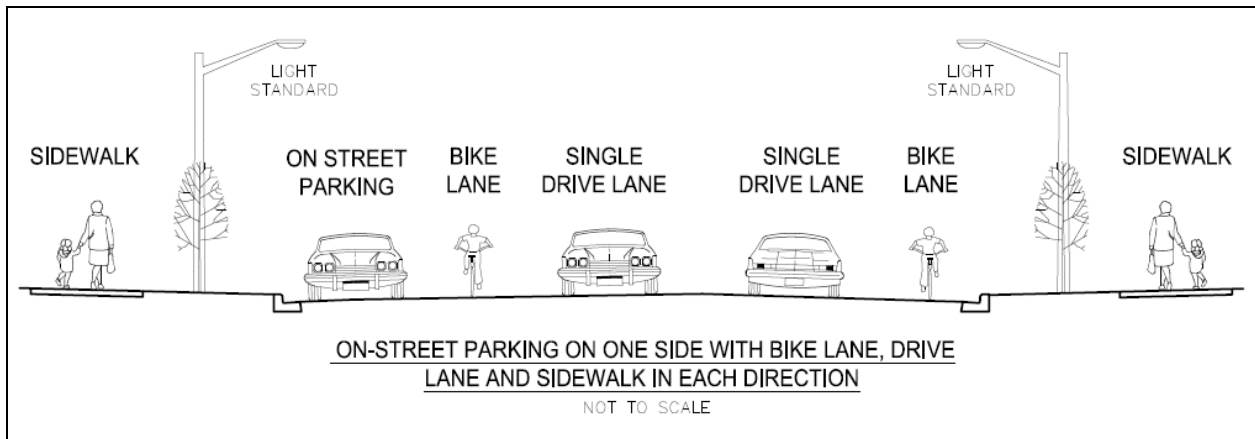 LIGHT
STANDARD
LIGHT
STANDARD
SIDEWALK
ON STREET
PARKING
BIKE
LANE
SINGLE
DRIVE LANE
SINGLE
DRIVE LANE
BIKE
LANE
SIDEWALK
ON-STREET PARKING ON ONE SIDE WITH BIKE LANE, DRIVE
LANE AND SIDEWALK IN EACH DIRECTION
NOT TO SCALE